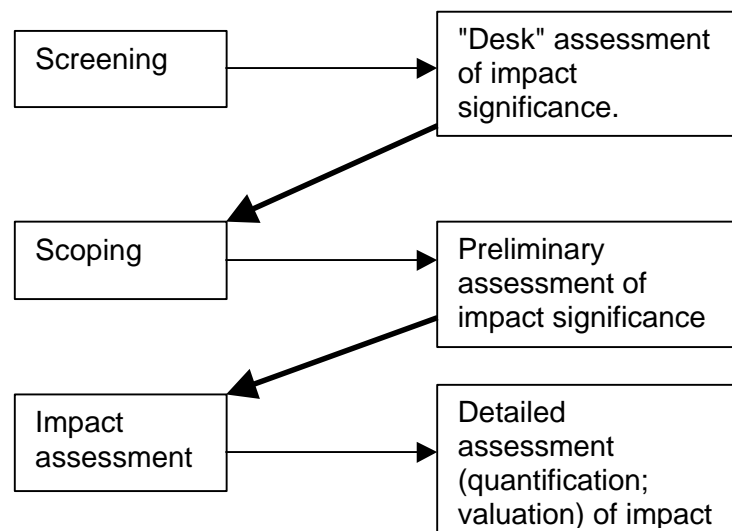 Screening
"Desk" assessment
of impact
significance.
Scoping
Preliminary
assessment of
impact significance
Impact
assessment
Detailed
assessment
(quantification;
valuation) of impact